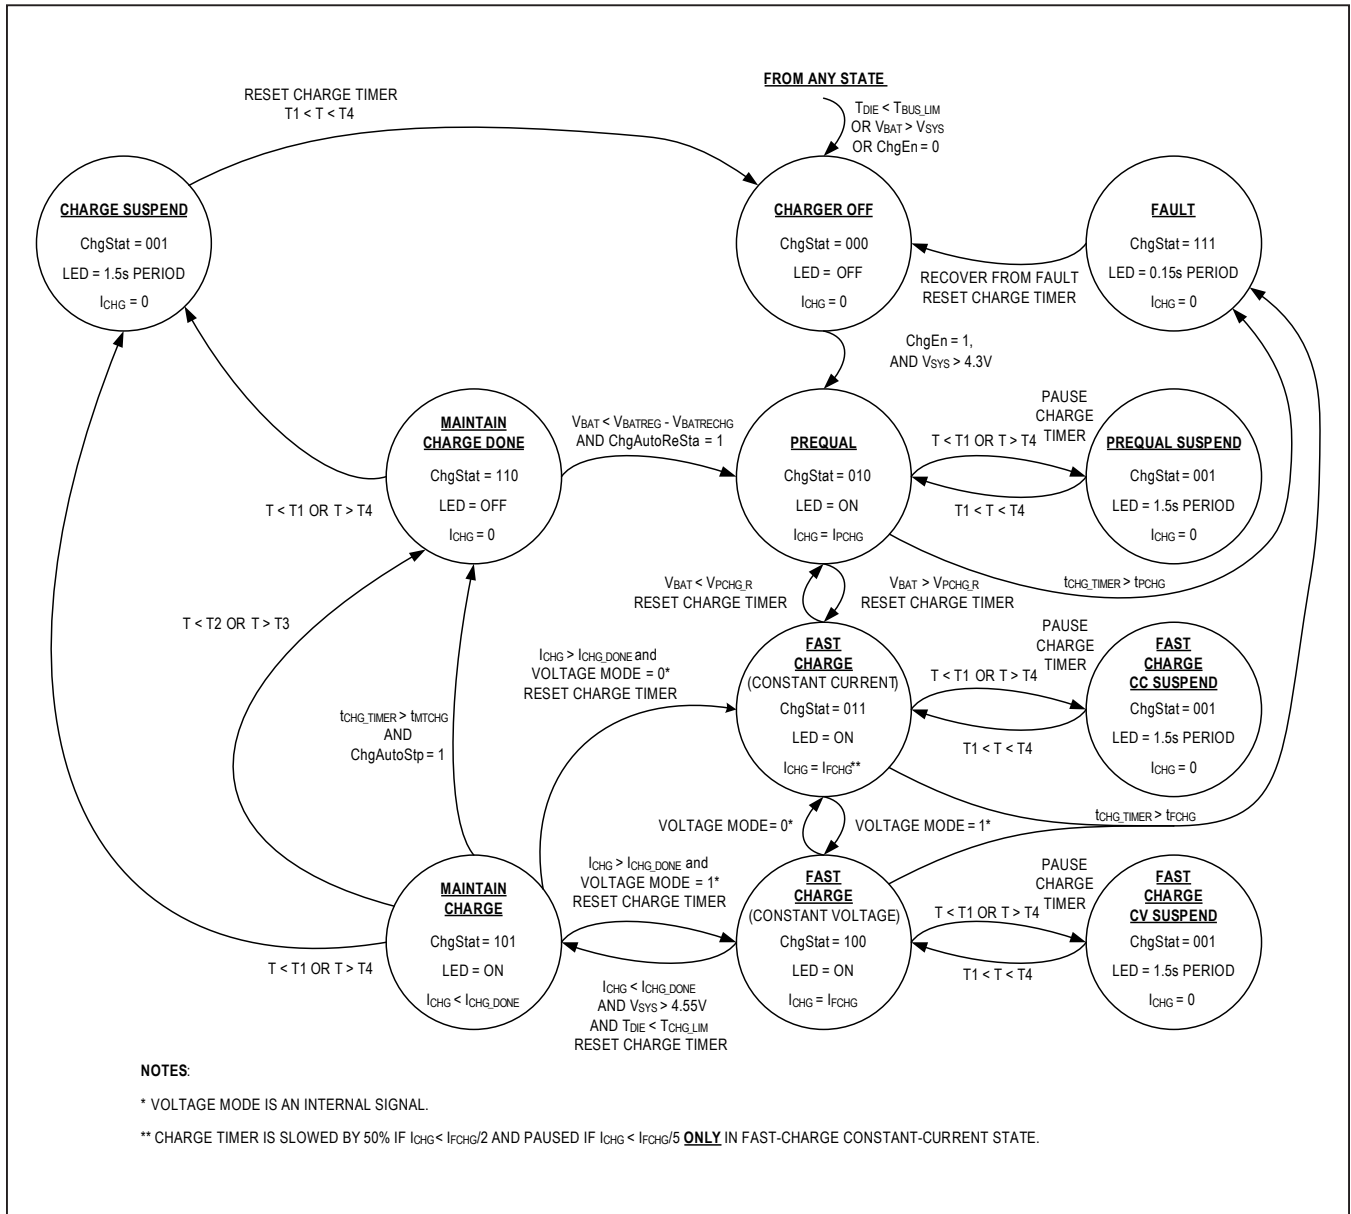 FROM ANY STATE
RESET CHARGE TIMER
T1 < T < T4
TDIE < TBUS_LIM
OR VBAT > VSYS
OR ChgEn = 0
CHARGE SUSPEND
ChgStat = 001
LED = 1.5s PERIOD
ICHG = 0
CHARGER OFF
ChgStat = 000
LED = OFF
ICHG = 0
FAULT
ChgStat = 111
LED = 0.15s PERIOD
ICHG = 0
RECOVER FROM FAULT
RESET CHARGE TIMER
ChgEn = 1,
AND VSYS > 4.3V
MAINTAIN
CHARGE DONE
ChgStat = 110
LED = OFF
ICHG = 0
VBAT < VBATREG - VBATRECHG
AND ChgAutoReSta = 1
PREQUAL
ChgStat = 010
LED = ON
ICHG = IPCHG
PAUSE
CHARGE
TIMER
T < T1 OR T > T4
T1 < T < T4
PREQUAL SUSPEND
ChgStat = 001
LED = 1.5s PERIOD
ICHG = 0
T < T1 OR T > T4
tCHG_TIMER > tPCHG
VBAT < VPCHG_R
RESET CHARGE TIMER
VBAT > VPCHG_R
RESET CHARGE TIMER
T < T2 OR T > T3
ICHG > ICHG_DONE and
VOLTAGE MODE = 0*
RESET CHARGE TIMER
FAST
CHARGE
(CONSTANT CURRENT)
ChgStat = 011
LED = ON
ICHG = IFCHG**
PAUSE
CHARGE
TIMER
T < T1 OR T > T4
T1 < T < T4
FAST
CHARGE
CC SUSPEND
ChgStat = 001
LED = 1.5s PERIOD
ICHG = 0
tCHG_TIMER > tMTCHG
AND
ChgAutoStp = 1
tCHG_TIMER > tFCHG
VOLTAGE MODE = 0*
VOLTAGE MODE = 1*
MAINTAIN
CHARGE
ChgStat = 101
LED = ON
ICHG < ICHG_DONE
ICHG > ICHG_DONE and
VOLTAGE MODE = 1*
RESET CHARGE TIMER
FAST
CHARGE
(CONSTANT VOLTAGE)
ChgStat = 100
LED = ON
ICHG = IFCHG
PAUSE
CHARGE
TIMER
T < T1 OR T > T4
T1 < T < T4
FAST
CHARGE
CV SUSPEND
ChgStat = 001
LED = 1.5s PERIOD
ICHG = 0
T < T1 OR T > T4
ICHG < ICHG_DONE
AND VSYS > 4.55V
AND TDIE < TCHG_LIM
RESET CHARGE TIMER
NOTES:
* VOLTAGE MODE IS AN INTERNAL SIGNAL.
** CHARGE TIMER IS SLOWED BY 50% IF ICHG < IFCHG/2 AND PAUSED IF ICHG < IFCHG/5 ONLY IN FAST-CHARGE CONSTANT-CURRENT STATE.